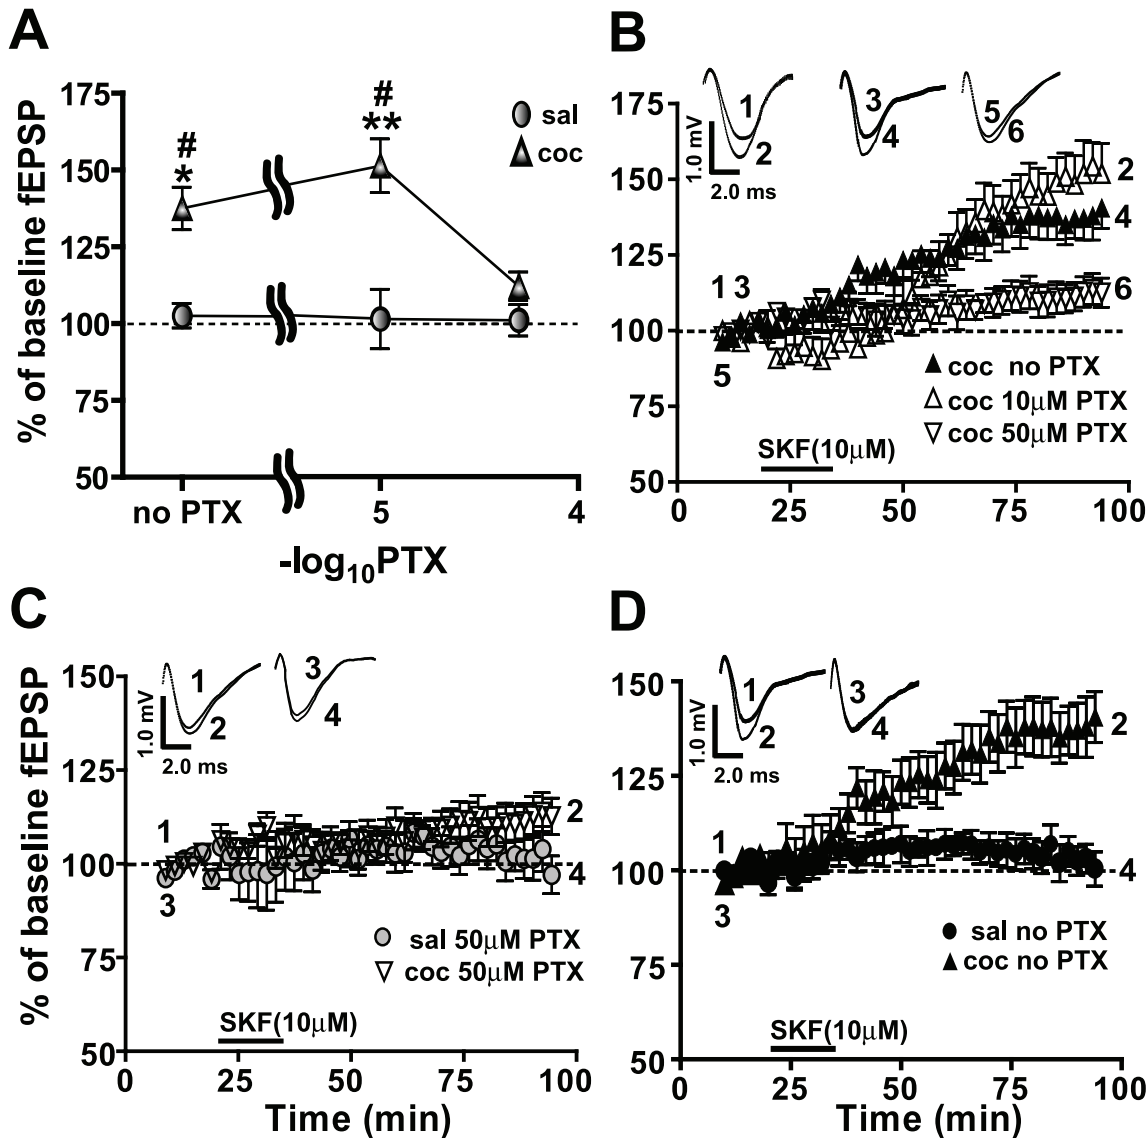 A
% of baseline fEPSP
175
150
125
100
75
50
#
*
#
**
sal
coc
no PTX
5
4
-log₁₀PTX
B
175
150
125
100
75
50
1.0 mV
2.0 ms
1
2
3
4
5
6
1 3
5
2
4
6
coc no PTX
coc 10µM PTX
coc 50µM PTX
SKF(10µM)
0
25
50
75
100
C
% of baseline fEPSP
150
125
100
75
50
1.0 mV
2.0 ms
1
2
3
4
1
3
2
4
sal 50µM PTX
coc 50µM PTX
SKF(10µM)
0
25
50
75
100
Time (min)
D
150
125
100
75
50
1.0 mV
2.0 ms
1
2
3
4
1
3
2
4
sal no PTX
coc no PTX
SKF(10µM)
0
25
50
75
100
Time (min)